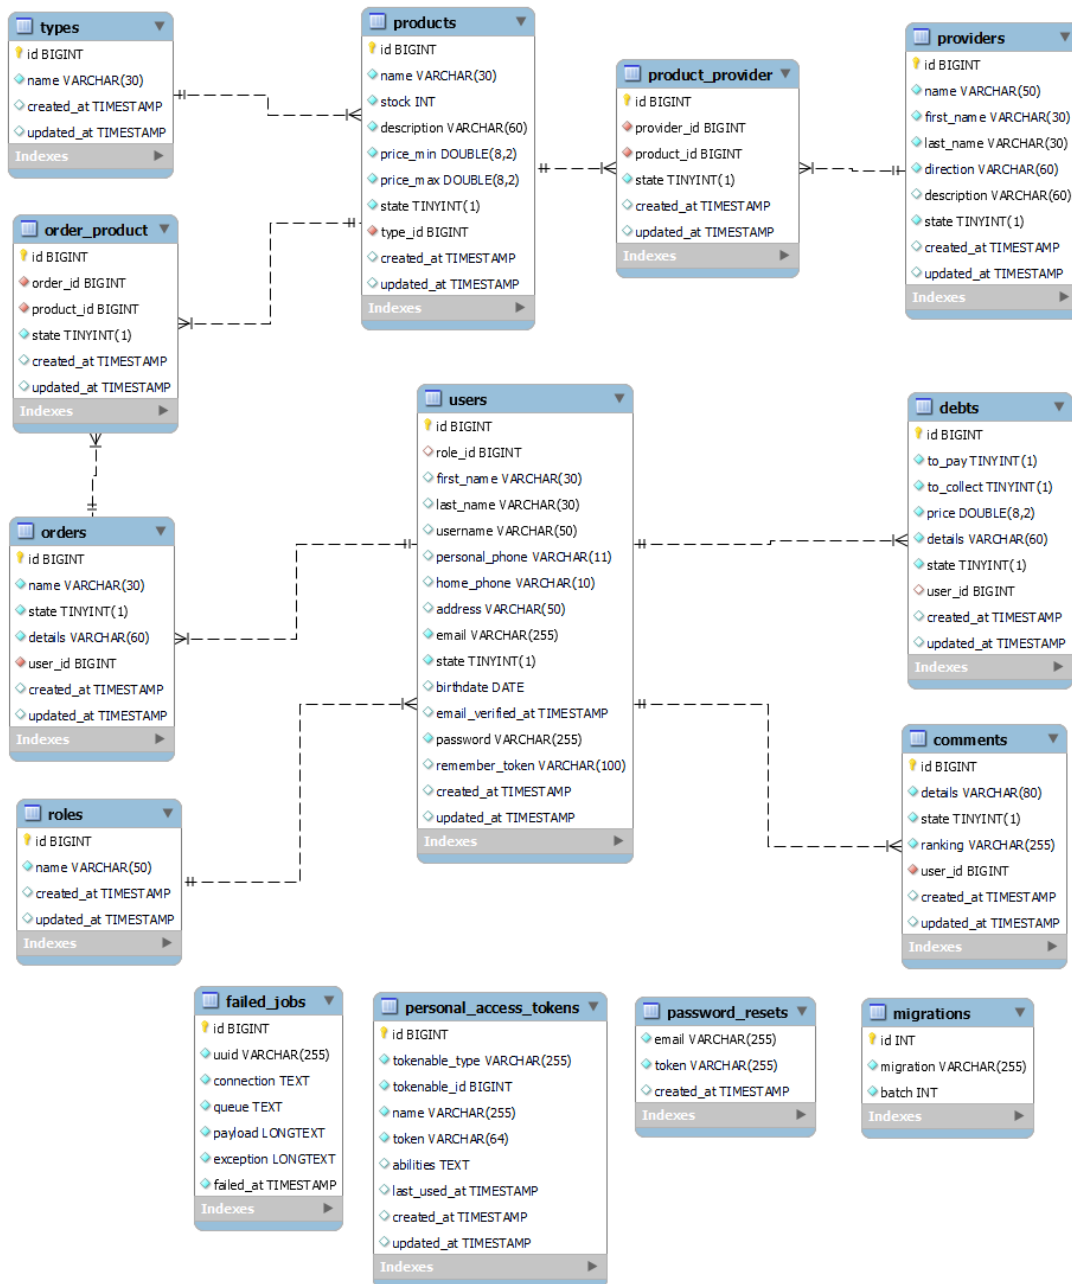 types
id BIGINT
name VARCHAR(30)
created_at TIMESTAMP
updated_at TIMESTAMP
Indexes
products
id BIGINT
name VARCHAR(30)
stock INT
description VARCHAR(60)
price_min DOUBLE(8,2)
price_max DOUBLE(8,2)
state TINYINT(1)
type_id BIGINT
created_at TIMESTAMP
updated_at TIMESTAMP
Indexes
product_provider
id BIGINT
provider_id BIGINT
product_id BIGINT
state TINYINT(1)
created_at TIMESTAMP
updated_at TIMESTAMP
Indexes
providers
id BIGINT
name VARCHAR(50)
first_name VARCHAR(30)
last_name VARCHAR(30)
direction VARCHAR(60)
description VARCHAR(60)
state TINYINT(1)
created_at TIMESTAMP
updated_at TIMESTAMP
Indexes
order_product
id BIGINT
order_id BIGINT
product_id BIGINT
state TINYINT(1)
created_at TIMESTAMP
updated_at TIMESTAMP
Indexes
users
id BIGINT
role_id BIGINT
first_name VARCHAR(30)
last_name VARCHAR(30)
username VARCHAR(50)
personal_phone VARCHAR(11)
home_phone VARCHAR(10)
address VARCHAR(50)
email VARCHAR(255)
state TINYINT(1)
birthdate DATE
email_verified_at TIMESTAMP
password VARCHAR(255)
remember_token VARCHAR(100)
created_at TIMESTAMP
updated_at TIMESTAMP
Indexes
debts
id BIGINT
to_pay TINYINT(1)
to_collect TINYINT(1)
price DOUBLE(8,2)
details VARCHAR(60)
state TINYINT(1)
user_id BIGINT
created_at TIMESTAMP
updated_at TIMESTAMP
Indexes
orders
id BIGINT
name VARCHAR(30)
state TINYINT(1)
details VARCHAR(60)
user_id BIGINT
created_at TIMESTAMP
updated_at TIMESTAMP
Indexes
comments
id BIGINT
details VARCHAR(80)
state TINYINT(1)
ranking VARCHAR(255)
user_id BIGINT
created_at TIMESTAMP
updated_at TIMESTAMP
Indexes
roles
id BIGINT
name VARCHAR(50)
created_at TIMESTAMP
updated_at TIMESTAMP
Indexes
failed_jobs
id BIGINT
uuid VARCHAR(255)
connection TEXT
queue TEXT
payload LONGTEXT
exception LONGTEXT
failed_at TIMESTAMP
Indexes
personal_access_tokens
id BIGINT
tokenable_type VARCHAR(255)
tokenable_id BIGINT
name VARCHAR(255)
token VARCHAR(64)
abilities TEXT
last_used_at TIMESTAMP
created_at TIMESTAMP
updated_at TIMESTAMP
Indexes
password_resets
email VARCHAR(255)
token VARCHAR(255)
created_at TIMESTAMP
Indexes
migrations
id INT
migration VARCHAR(255)
batch INT
Indexes